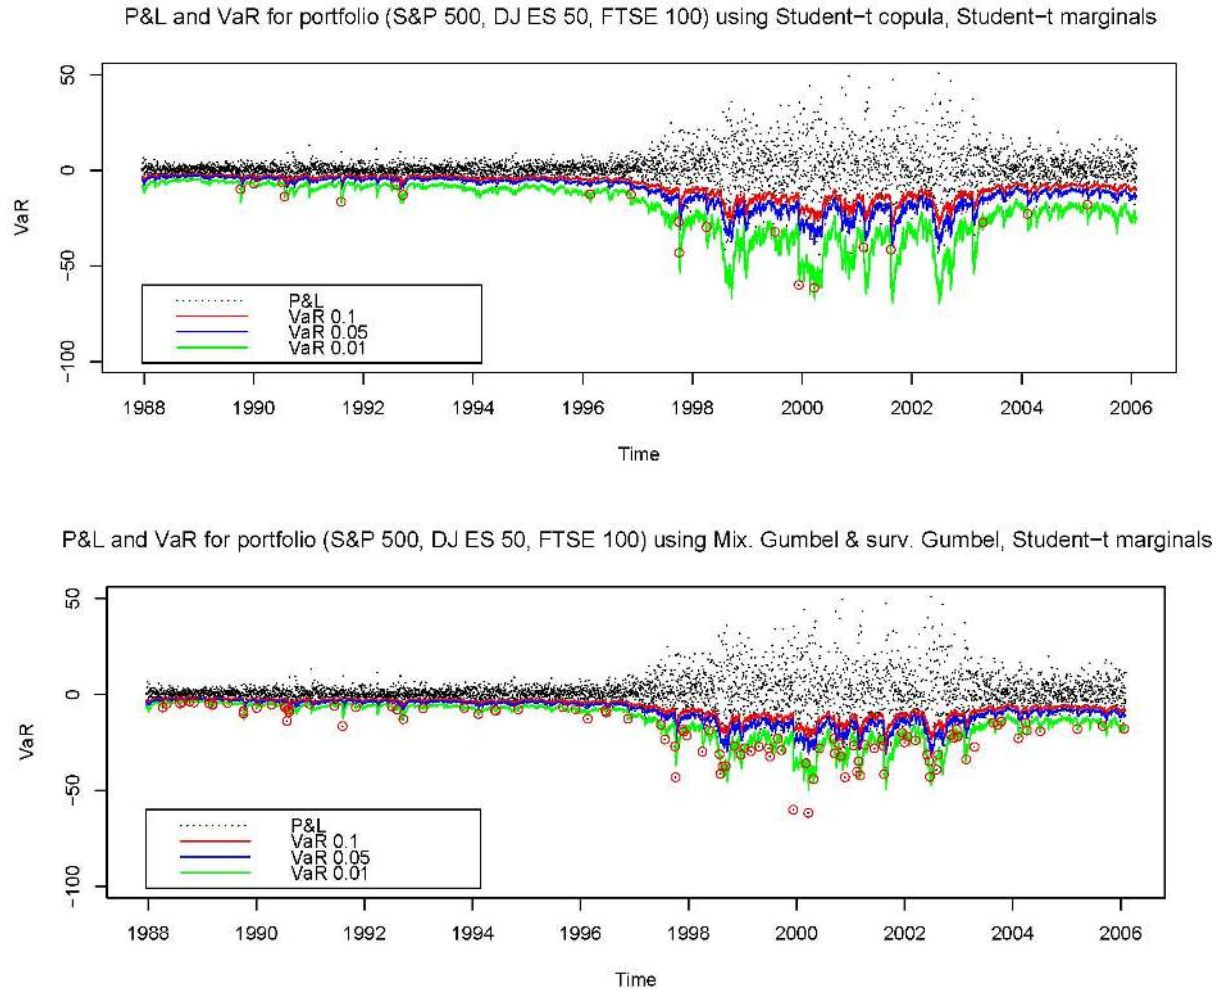 P&L and VaR for portfolio (S&P 500, DJ ES 50, FTSE 100) using Student−t copula, Student−t marginals
50
0
−50
−100
VaR
P&L
VaR 0.1
VaR 0.05
VaR 0.01
1988 1990 1992 1994 1996 1998 2000 2002 2004 2006
Time
P&L and VaR for portfolio (S&P 500, DJ ES 50, FTSE 100) using Mix. Gumbel & surv. Gumbel, Student−t marginals
50
0
−50
−100
VaR
P&L
VaR 0.1
VaR 0.05
VaR 0.01
1988 1990 1992 1994 1996 1998 2000 2002 2004 2006
Time